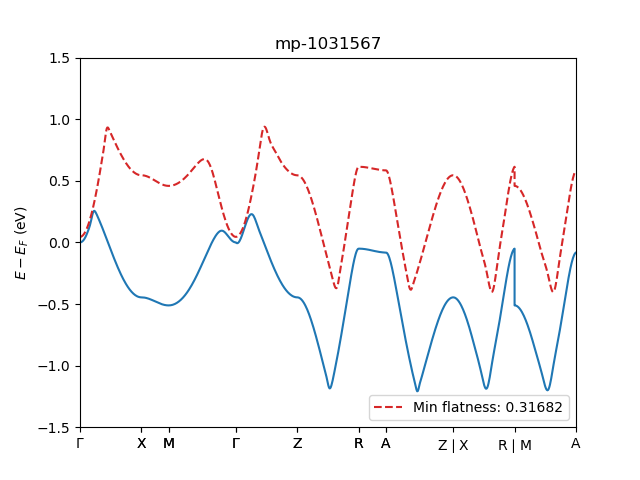 mp-1031567
1.5
1.0
0.5
0.0
−0.5
−1.0
−1.5
E − E_F (eV)
Min flatness: 0.31682
Γ X M Γ Z R A Z | X R | M A